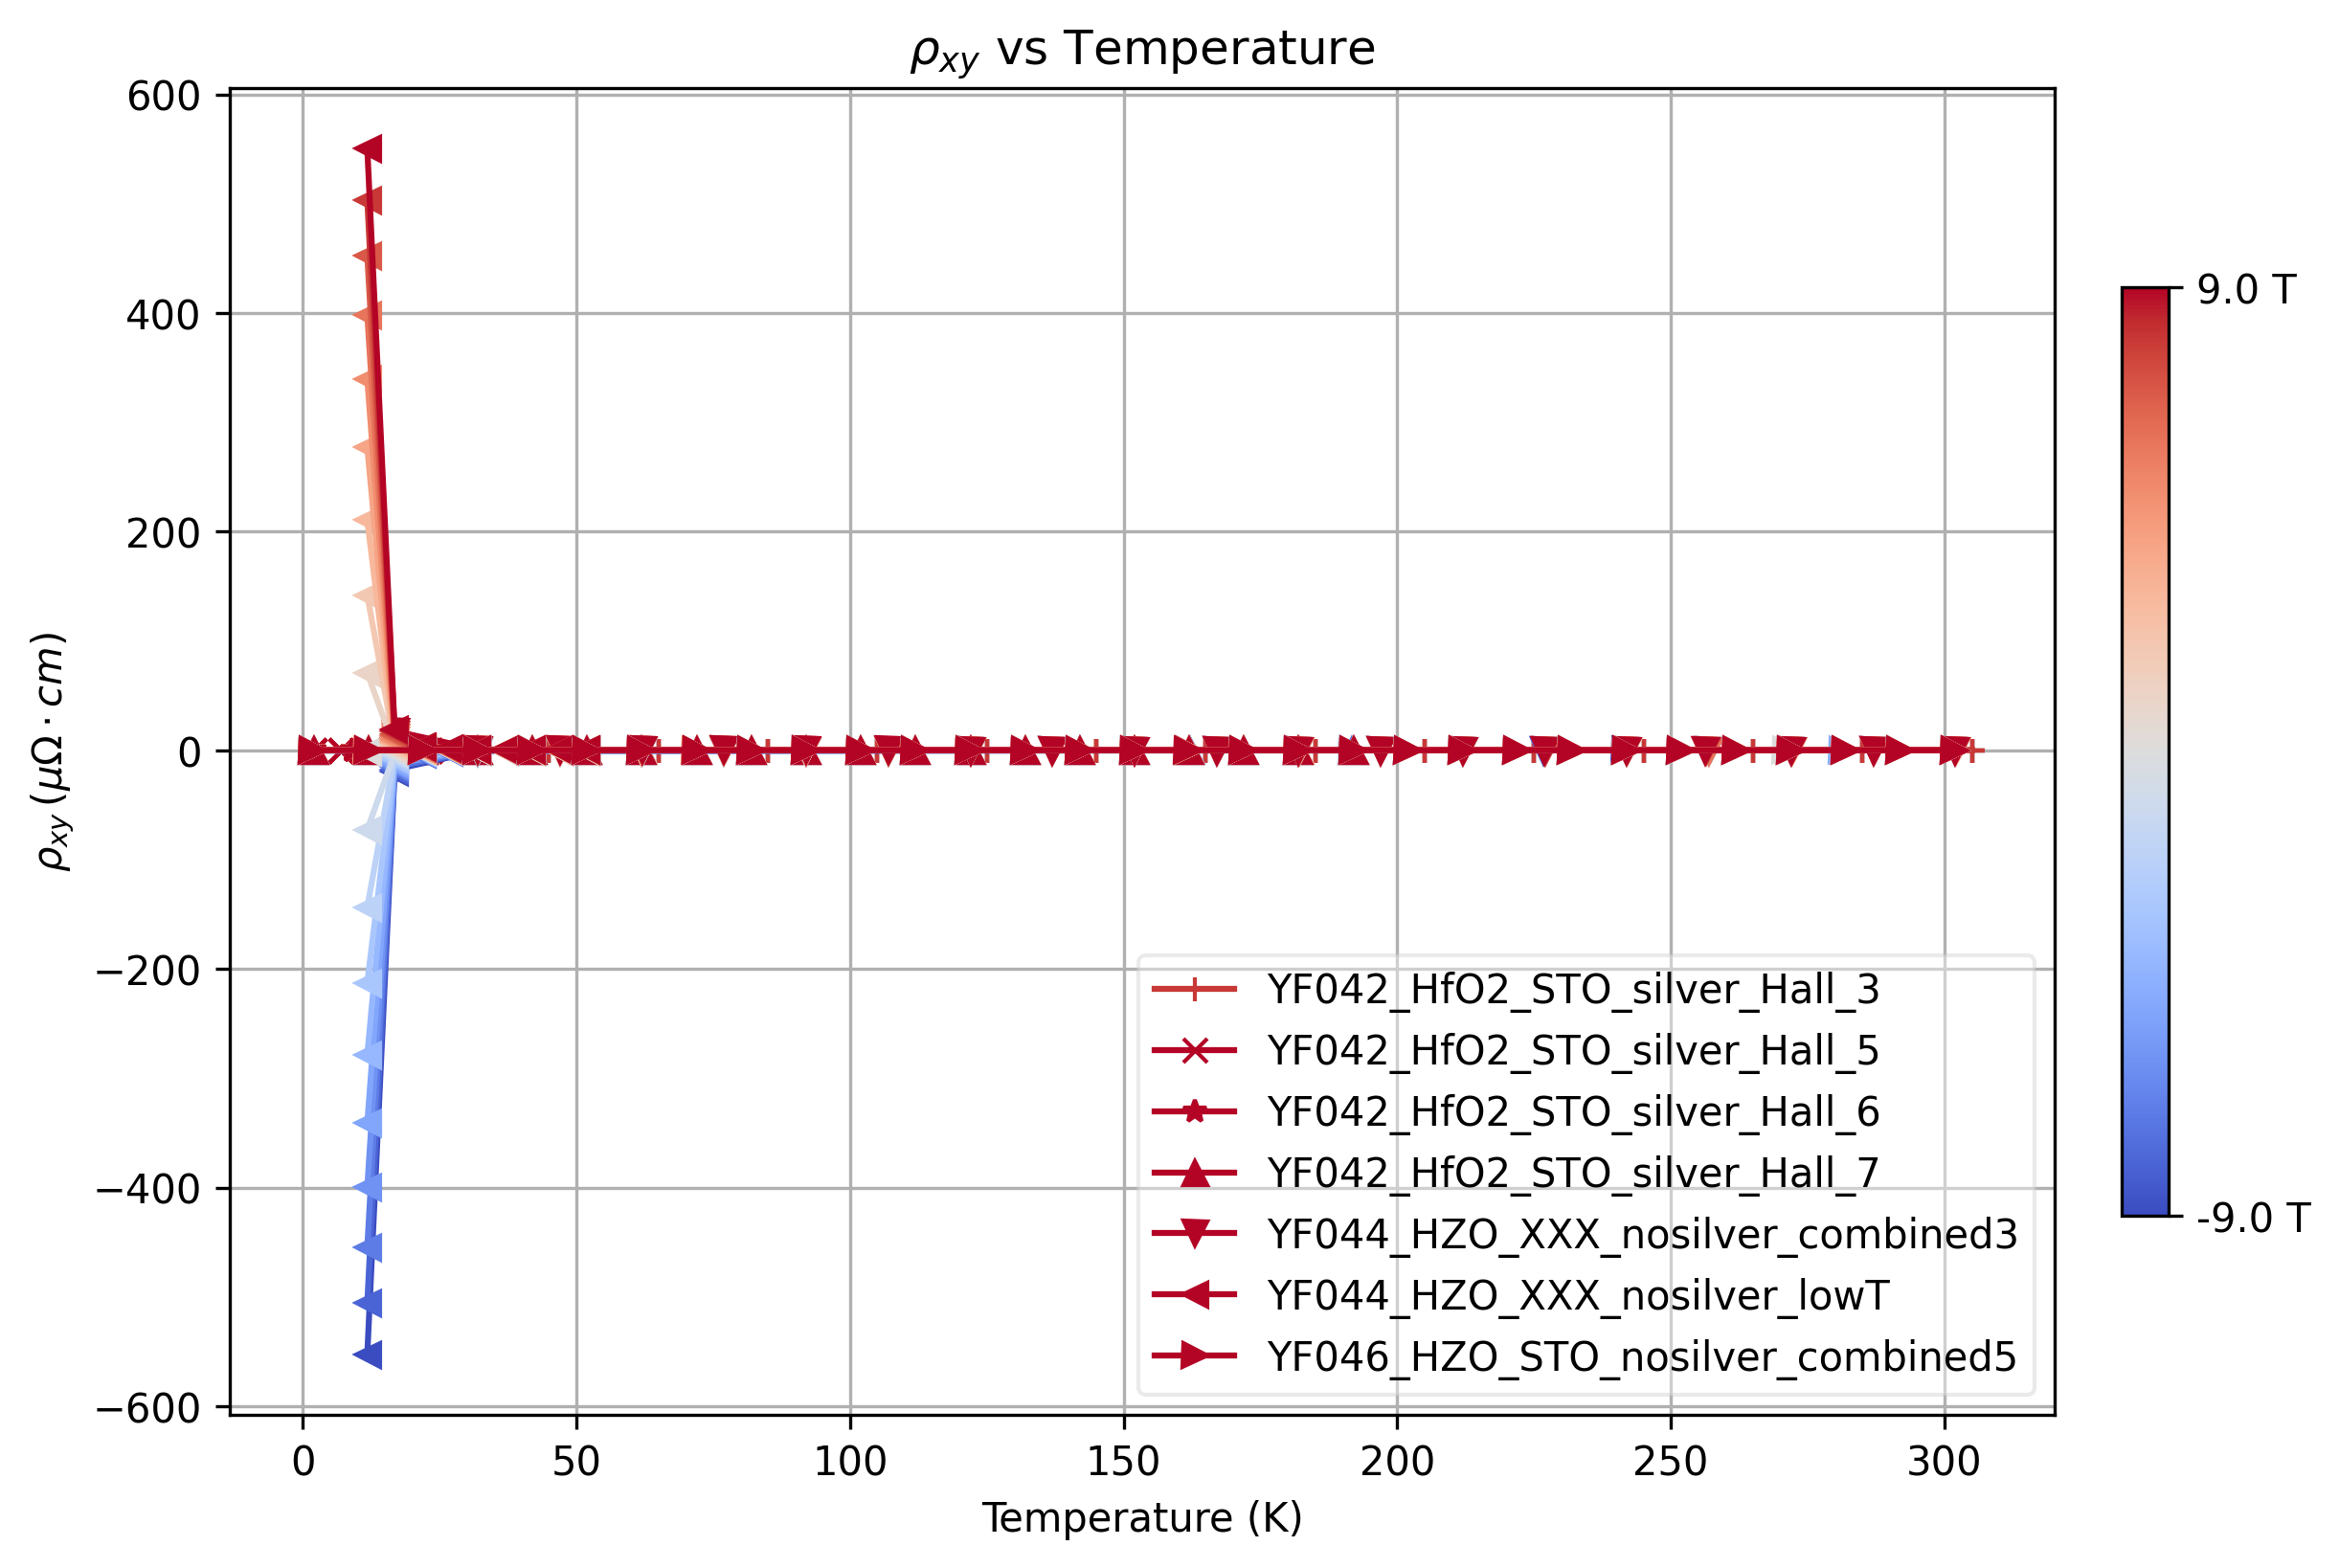 ρxy vs Temperature
600
400
200
0
−200
−400
−600
ρxy (μΩ · cm)
0 50 100 150 200 250 300
Temperature (K)
YF042_HfO2_STO_silver_Hall_3
YF042_HfO2_STO_silver_Hall_5
YF042_HfO2_STO_silver_Hall_6
YF042_HfO2_STO_silver_Hall_7
YF044_HZO_XXX_nosilver_combined3
YF044_HZO_XXX_nosilver_lowT
YF046_HZO_STO_nosilver_combined5
9.0 T
-9.0 T